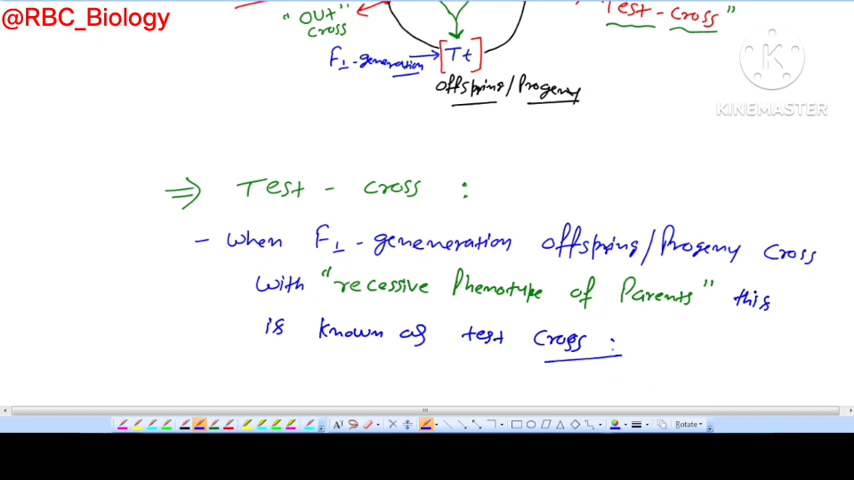 @RBC_Biology
"OUT" Cross
"Test-Cross"
F1-generation → [Tt]
offspring/Progeny
KINEMASTER
⇒ Test - cross :
- When F1-geneneration offspring/Progeny cross
with "recessive Phenotype of Parents" this
is known as test cross :
Rotate